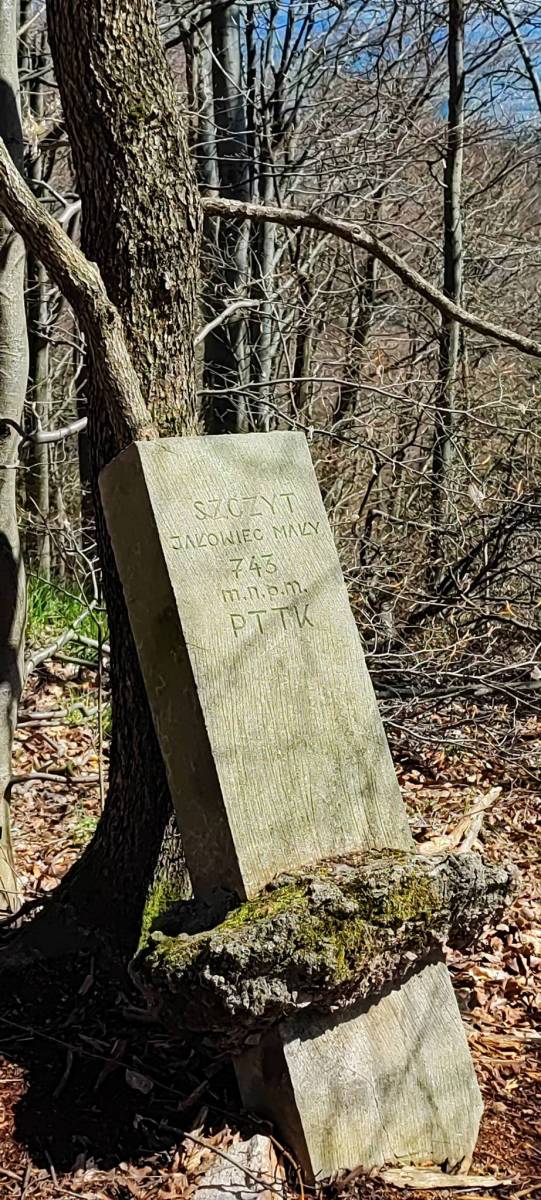 SZCZYT
JAŁOWIEC MAŁY
743
m.n.p.m.
PTTK